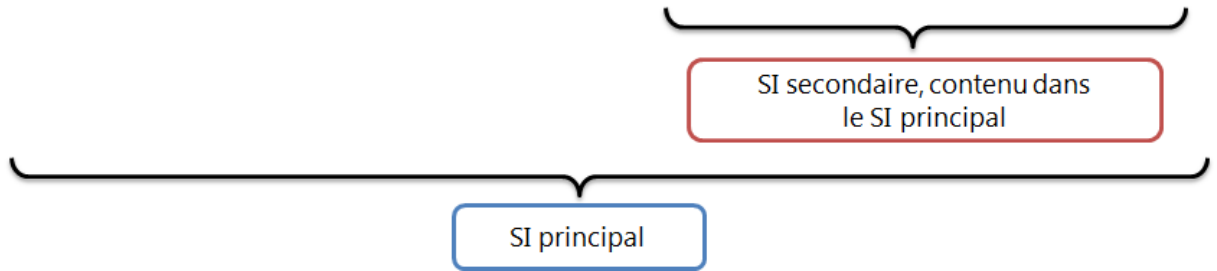 SI secondaire, contenu dans
le SI principal
SI principal